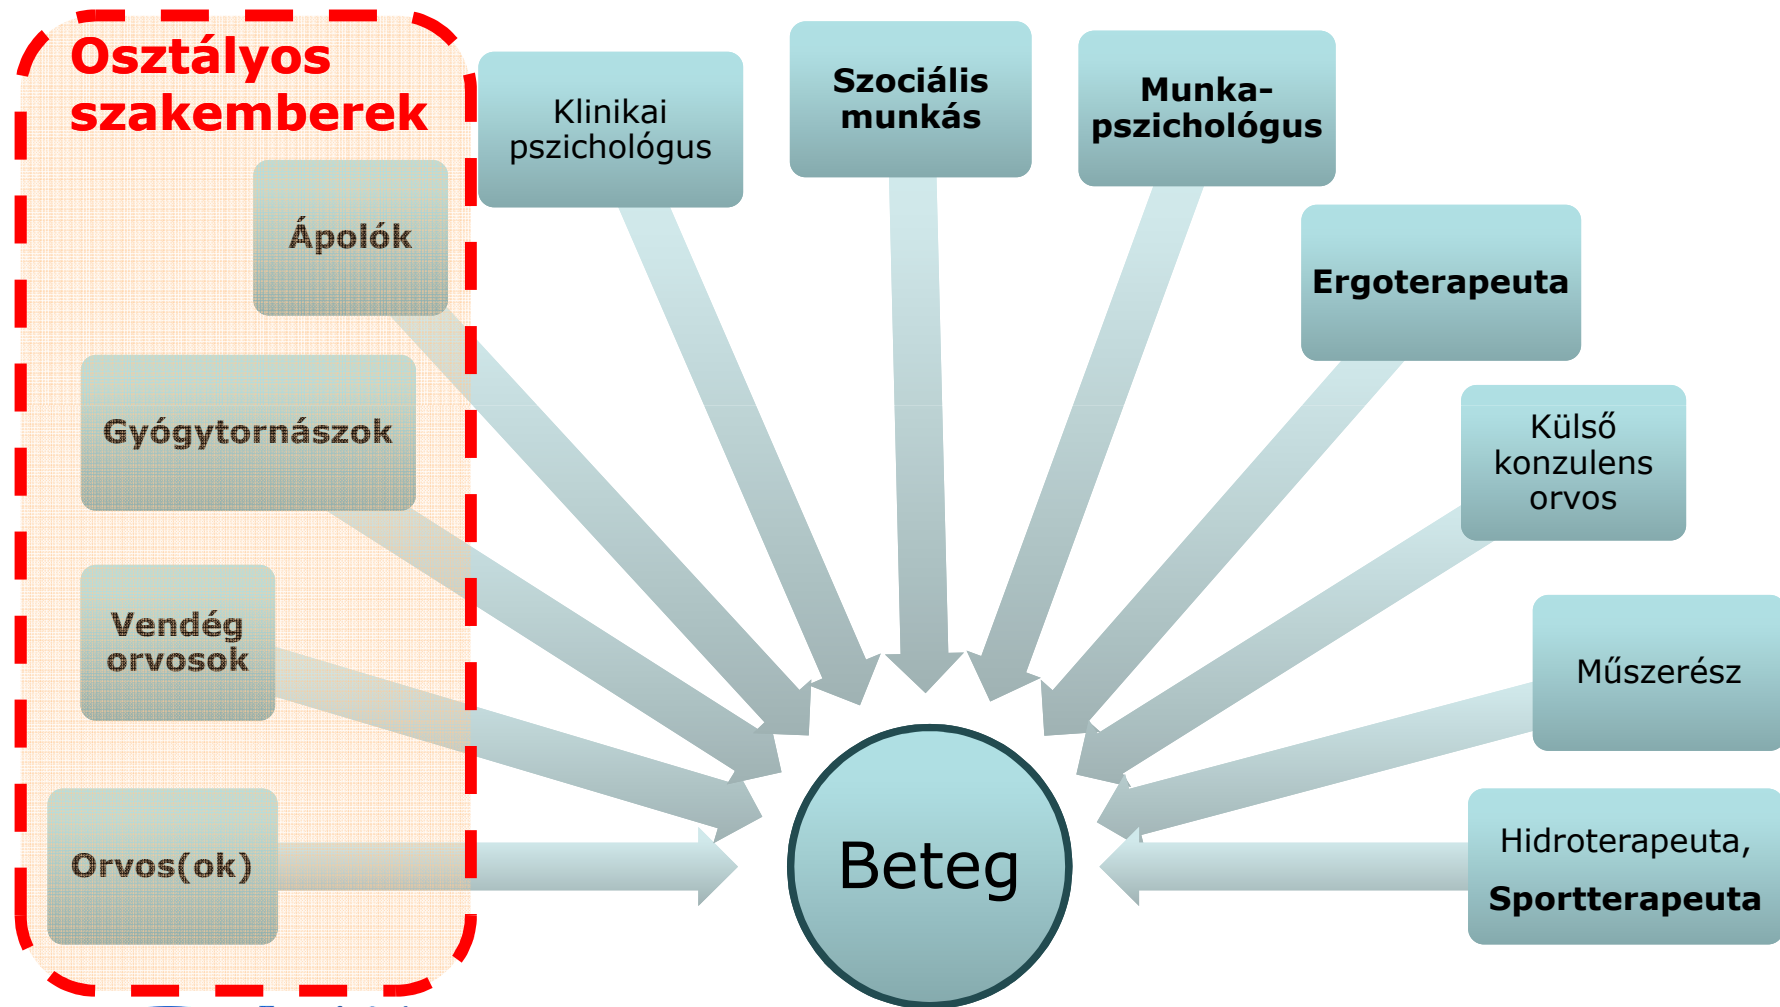 Osztályos
szakemberek
Ápolók
Gyógytornászok
Vendég
orvosok
Orvos(ok)
Klinikai
pszichológus
Szociális
munkás
Munka-
pszichológus
Ergoterapeuta
Külső
konzulens
orvos
Műszerész
Hidroterapeuta,
Sportterapeuta
Beteg